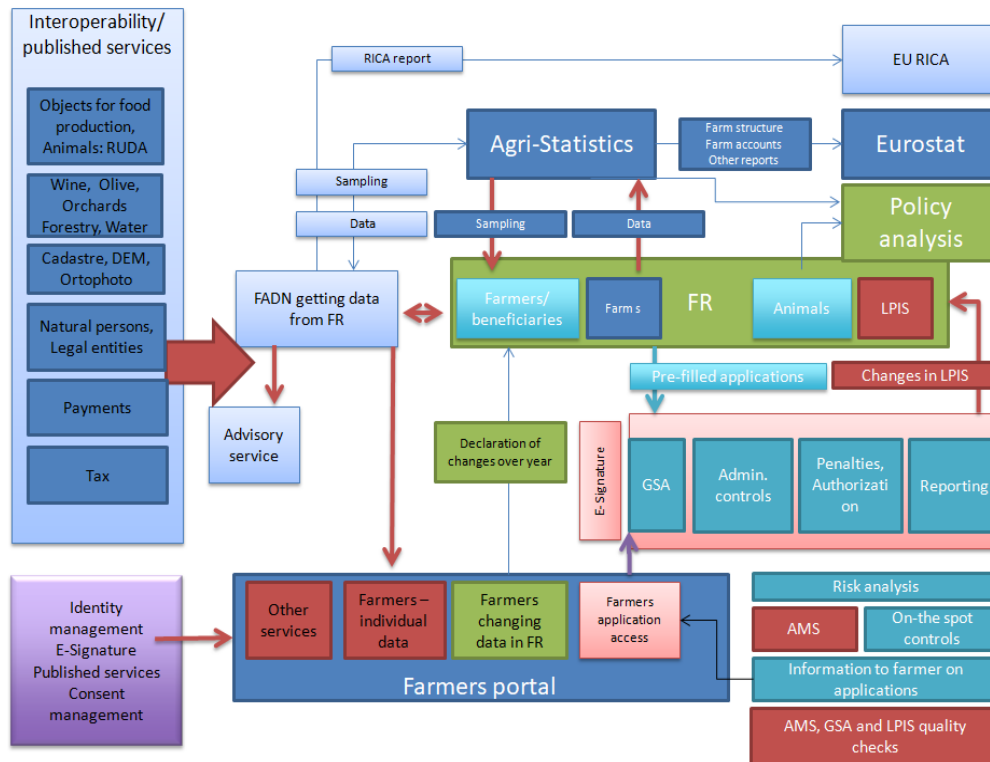 Interoperability/
published services
Objects for food
production,
Animals: RUDA
Wine, Olive,
Orchards
Forestry, Water
Cadastre, DEM,
Ortophoto
Natural persons,
Legal entities
Payments
Tax
RICA report
EU RICA
Agri-Statistics
Farm structure
Farm accounts
Other reports
Eurostat
Sampling
Data
Sampling
Data
Policy
analysis
FADN getting data
from FR
Farmers/
beneficiaries
Farm s
FR
Animals
LPIS
Pre-filled applications
Changes in LPIS
Advisory
service
Declaration of
changes over year
E-Signature
GSA
Admin.
controls
Penalties,
Authorizati
on
Reporting
Identity
management
E-Signature
Published services
Consent
management
Other
services
Farmers –
individual
data
Farmers
changing
data in FR
Farmers
application
access
Farmers portal
Risk analysis
AMS
On-the spot
controls
Information to farmer on
applications
AMS, GSA and LPIS quality
checks